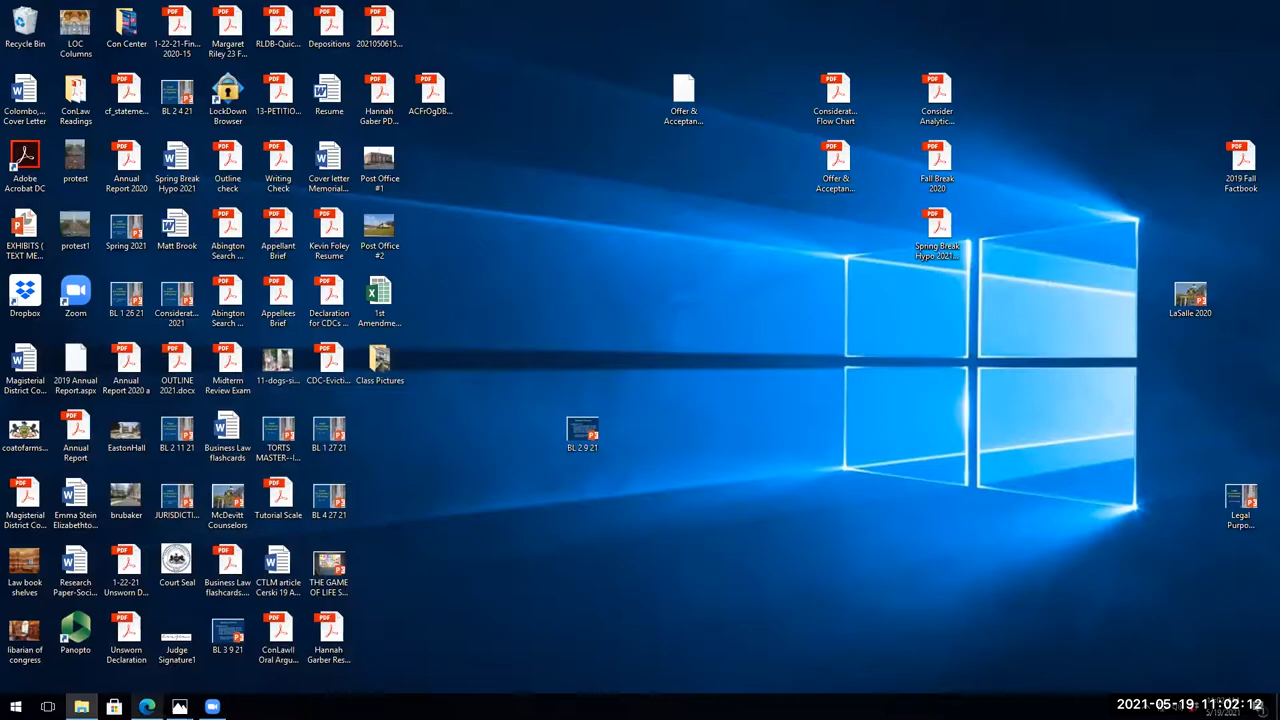 Recycle Bin
LOC
Columns
Con Center
1-22-21-Fin...
2020-15
Margaret
Riley 23 F...
RLDB-Quic...
Depositions
2021050615...
Colombo,...
Cover Letter
ConLaw
Readings
cf_stateme...
BL 2 4 21
LockDown
Browser
13-PETITIO...
Resume
Hannah
Gaber PD...
ACFrOgDB...
Offer &
Acceptan...
Considerat...
Flow Chart
Consider
Analytic...
Adobe
Acrobat DC
protest
Annual
Report 2020
Spring Break
Hypo 2021
Outline
check
Writing
Check
Cover letter
Memorial...
Post Office
#1
Offer &
Acceptan...
Fall Break
2020
2019 Fall
Factbook
EXHIBITS (
TEXT ME...
protest1
Spring 2021
Matt Brook
Abington
Search ...
Appellant
Brief
Kevin Foley
Resume
Post Office
#2
Spring Break
Hypo 2021...
Dropbox
Zoom
BL 1 26 21
Considerat...
2021
Abington
Search ...
Appellees
Brief
Declaration
for CDCs ...
1st
Amendme...
LaSalle 2020
Magisterial
District Co...
2019 Annual
Report.aspx
Annual
Report 2020 a
OUTLINE
2021.docx
Midterm
Review Exam
11-dogs-si...
CDC-Evicti...
Class Pictures
coatofarms...
Annual
Report
EastonHall
BL 2 11 21
Business Law
flashcards
TORTS
MASTER--I...
BL 1 27 21
BL 2 9 21
Magisterial
District Co...
Emma Stein
Elizabethto...
brubaker
JURISDICTI...
McDevitt
Counselors
Tutorial Scale
BL 4 27 21
Legal
Purpo...
Law book
shelves
Research
Paper-Soci...
1-22-21
Unsworn D...
Court Seal
Business Law
flashcards....
CTLM article
Cerski 19 A...
THE GAME
OF LIFE S...
libarian of
congress
Panopto
Unsworn
Declaration
Judge
Signature1
BL 3 9 21
ConLawII
Oral Argu...
Hannah
Garber Res...
2021-05-19 11:02:12